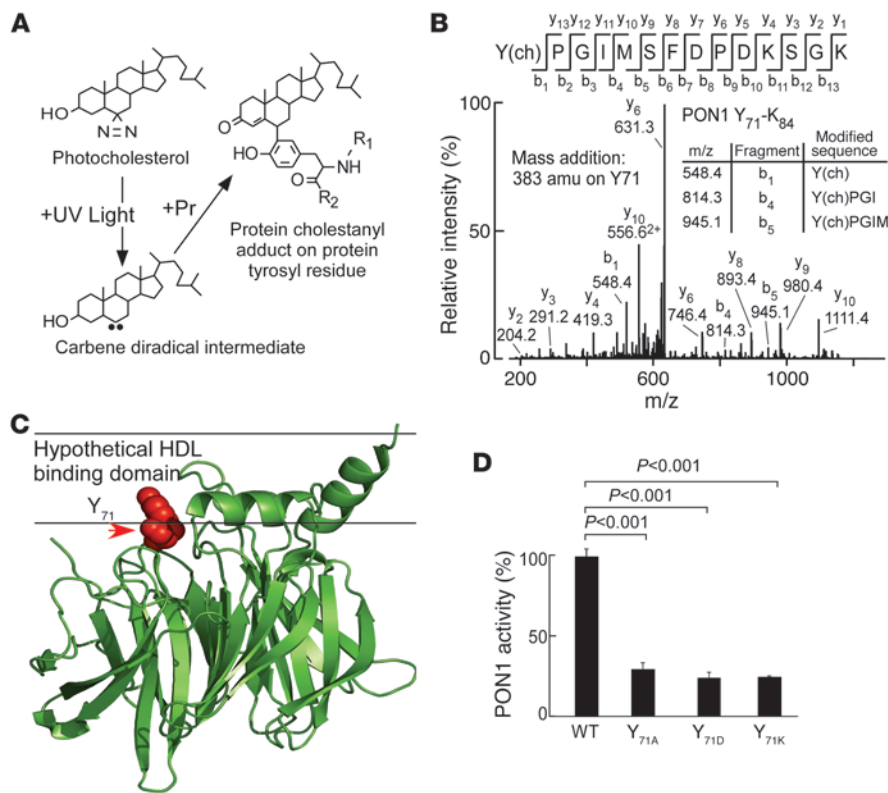 A
HO
N=N
Photocholesterol
+UV Light
+Pr
HO
Carbene diradical intermediate
O
HO
R1
NH
O
R2
Protein cholestanyl
adduct on protein
tyrosyl residue
B
y13 y12 y11 y10 y9 y8 y7 y6 y5 y4 y3 y2 y1
Y(ch) P G I M S F D P D K S G K
b1 b2 b3 b4 b5 b6 b7 b8 b9 b10 b11 b12 b13
Relative intensity (%)
100
50
0
200
600
1000
m/z
Mass addition:
383 amu on Y71
PON1 Y71-K84
m/z Fragment Modified sequence
548.4 b1 Y(ch)
814.3 b4 Y(ch)PGI
945.1 b5 Y(ch)PGIM
y6
631.3
y10
556.6²⁺
b1
548.4
y2
204.2
y3
291.2
y4
419.3
y6
746.4
b4
814.3
y8
893.4
b5
945.1
y9
980.4
y10
1111.4
C
Hypothetical HDL
binding domain
Y71
D
P<0.001
P<0.001
P<0.001
PON1 activity (%)
100
50
0
WT Y71A Y71D Y71K